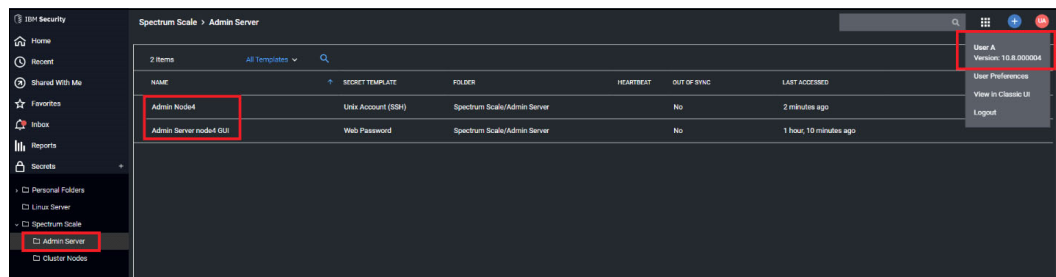 IBM Security
Home
Recent
Shared With Me
Favorites
Inbox
Reports
Secrets +
Personal Folders
Linux Server
Spectrum Scale
Admin Server
Cluster Nodes
Spectrum Scale > Admin Server
UA
User A
Version: 10.8.000004
User Preferences
View in Classic UI
Logout
2 Items All Templates
NAME SECRET TEMPLATE FOLDER HEARTBEAT OUT OF SYNC LAST ACCESSED
Admin Node4 Unix Account (SSH) Spectrum Scale/Admin Server No 2 minutes ago
Admin Server node4 GUI Web Password Spectrum Scale/Admin Server No 1 hour, 10 minutes ago